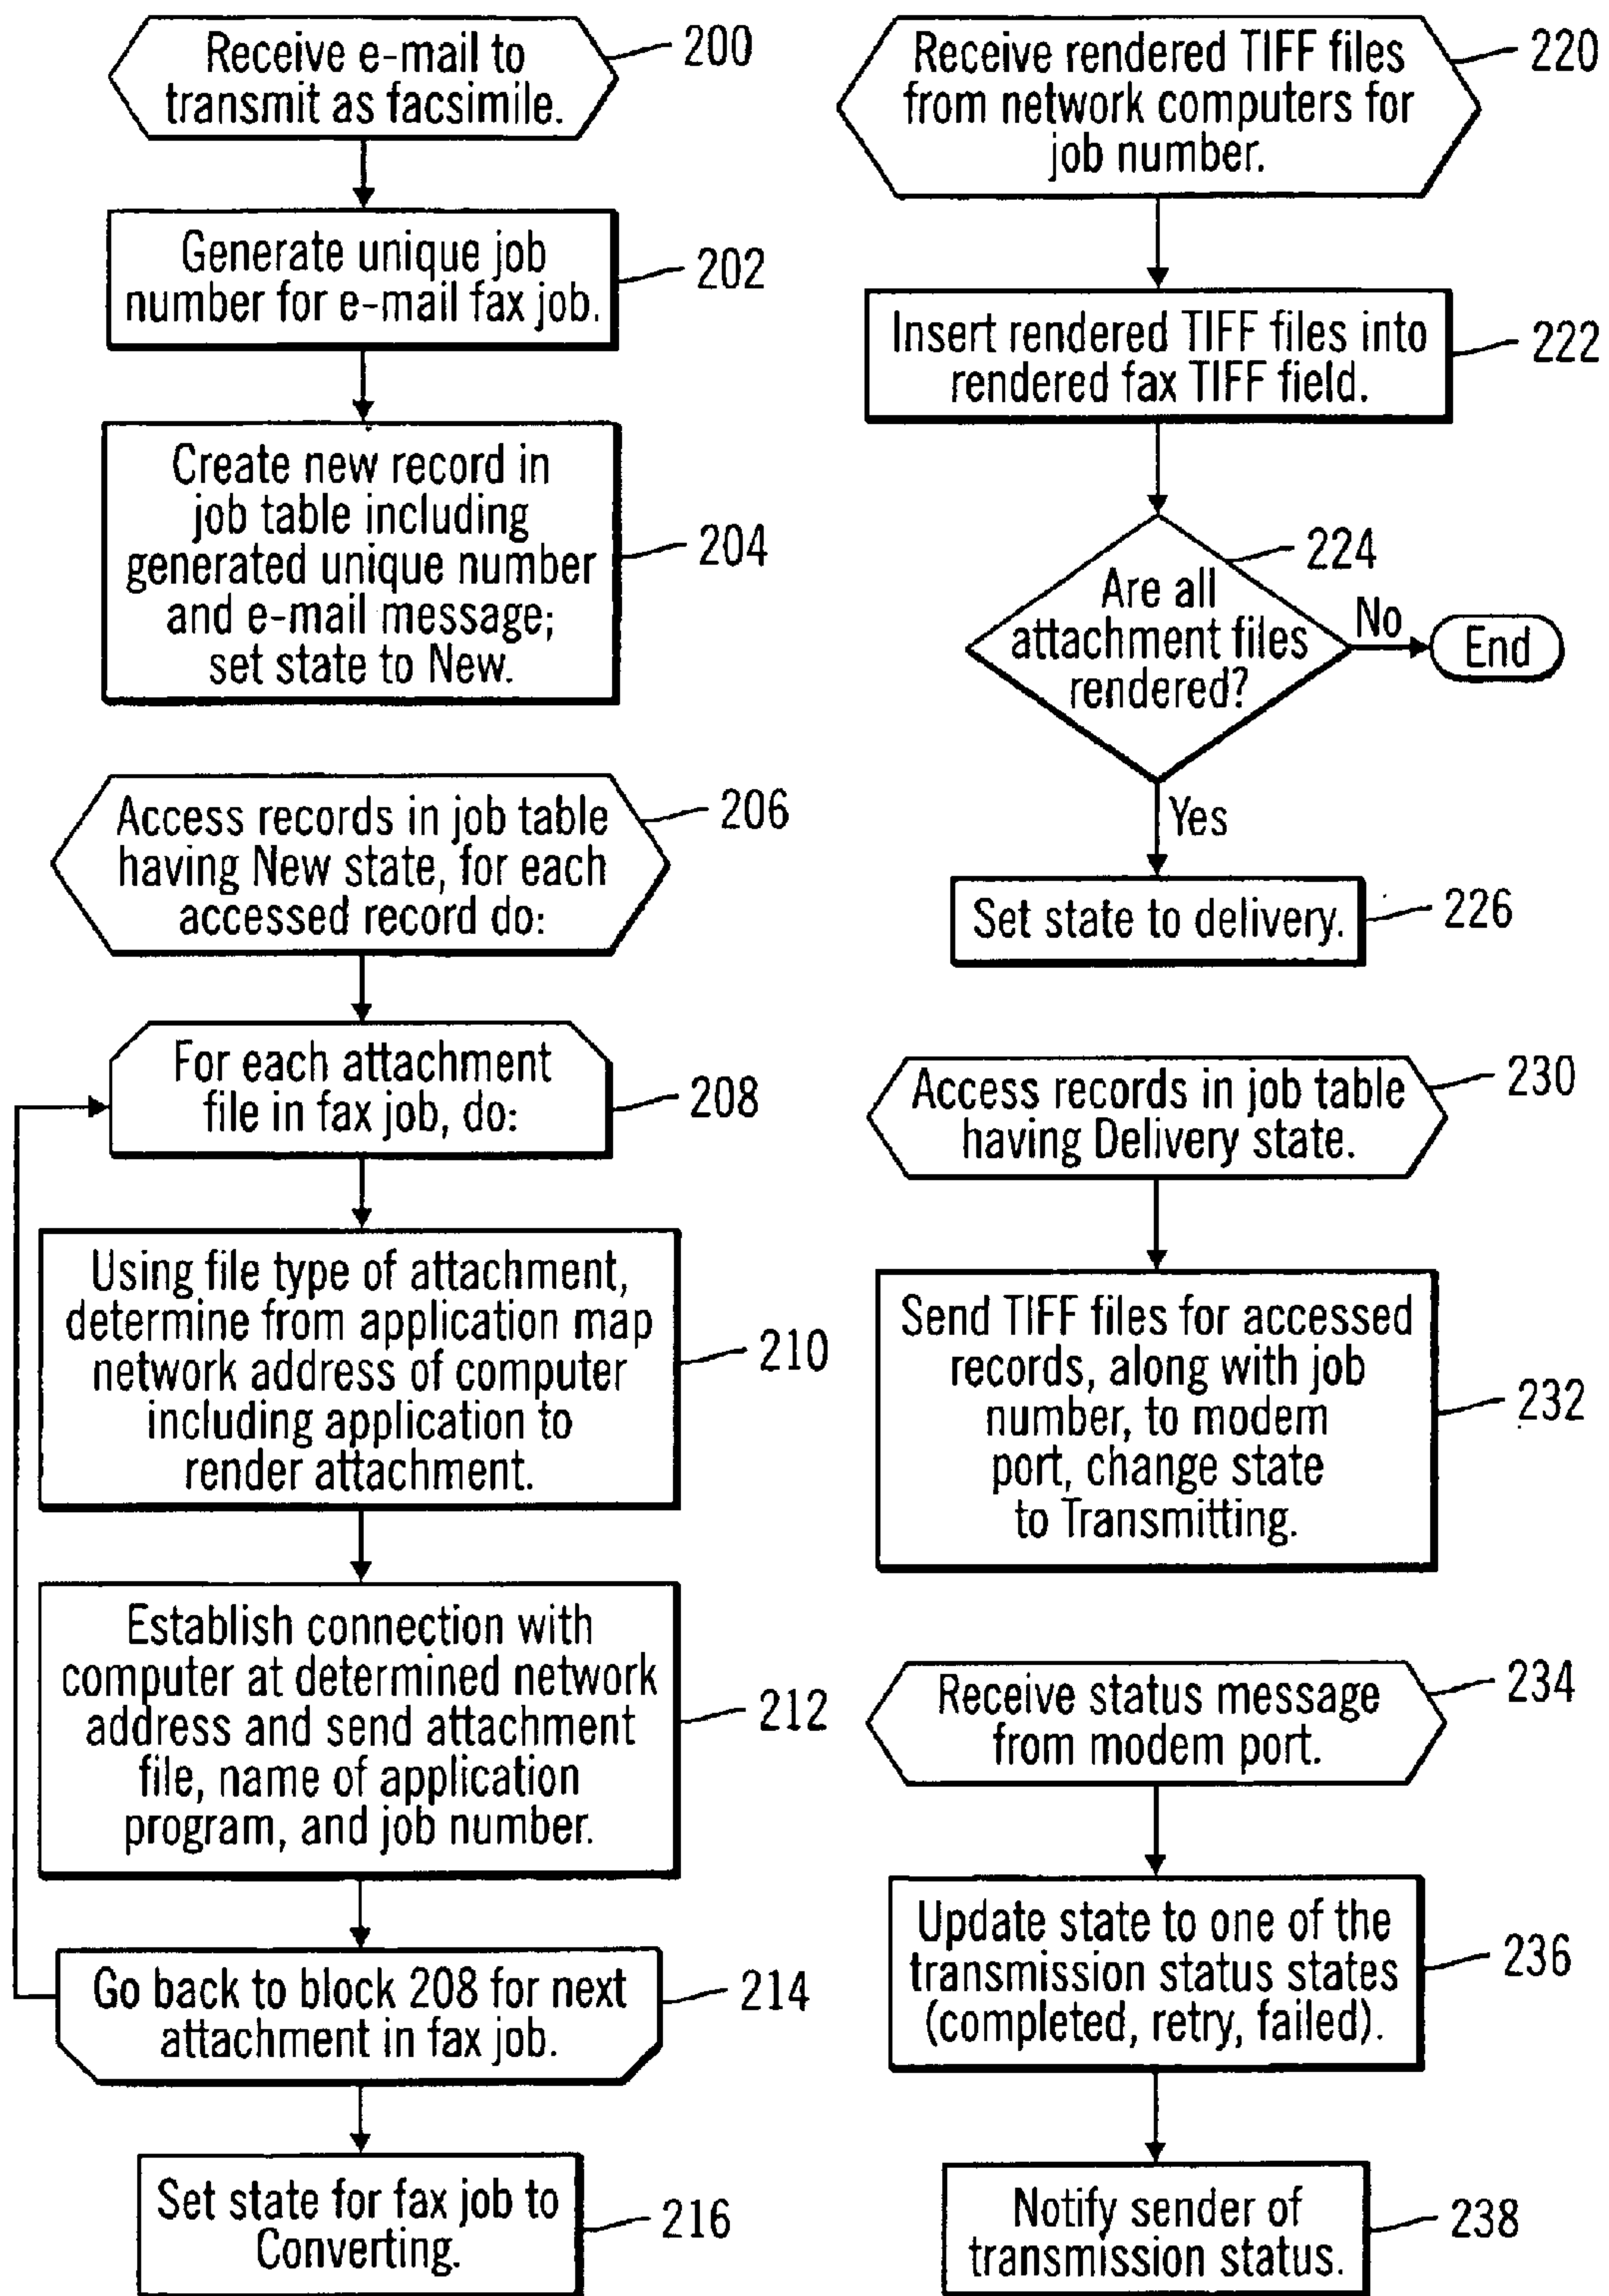 Receive e-mail to
transmit as facsimile.
200
Generate unique job
number for e-mail fax job.
202
Create new record in
job table including
generated unique number
and e-mail message;
set state to New.
204
Access records in job table
having New state, for each
accessed record do:
206
For each attachment
file in fax job, do:
208
Using file type of attachment,
determine from application map
network address of computer
including application to
render attachment.
210
Establish connection with
computer at determined network
address and send attachment
file, name of application
program, and job number.
212
Go back to block 208 for next
attachment in fax job.
214
Set state for fax job to
Converting.
216
Receive rendered TIFF files
from network computers for
job number.
220
Insert rendered TIFF files into
rendered fax TIFF field.
222
Are all
attachment files
rendered?
224
No
End
Yes
Set state to delivery.
226
Access records in job table
having Delivery state.
230
Send TIFF files for accessed
records, along with job
number, to modem
port, change state
to Transmitting.
232
Receive status message
from modem port.
234
Update state to one of the
transmission status states
(completed, retry, failed).
236
Notify sender of
transmission status.
238